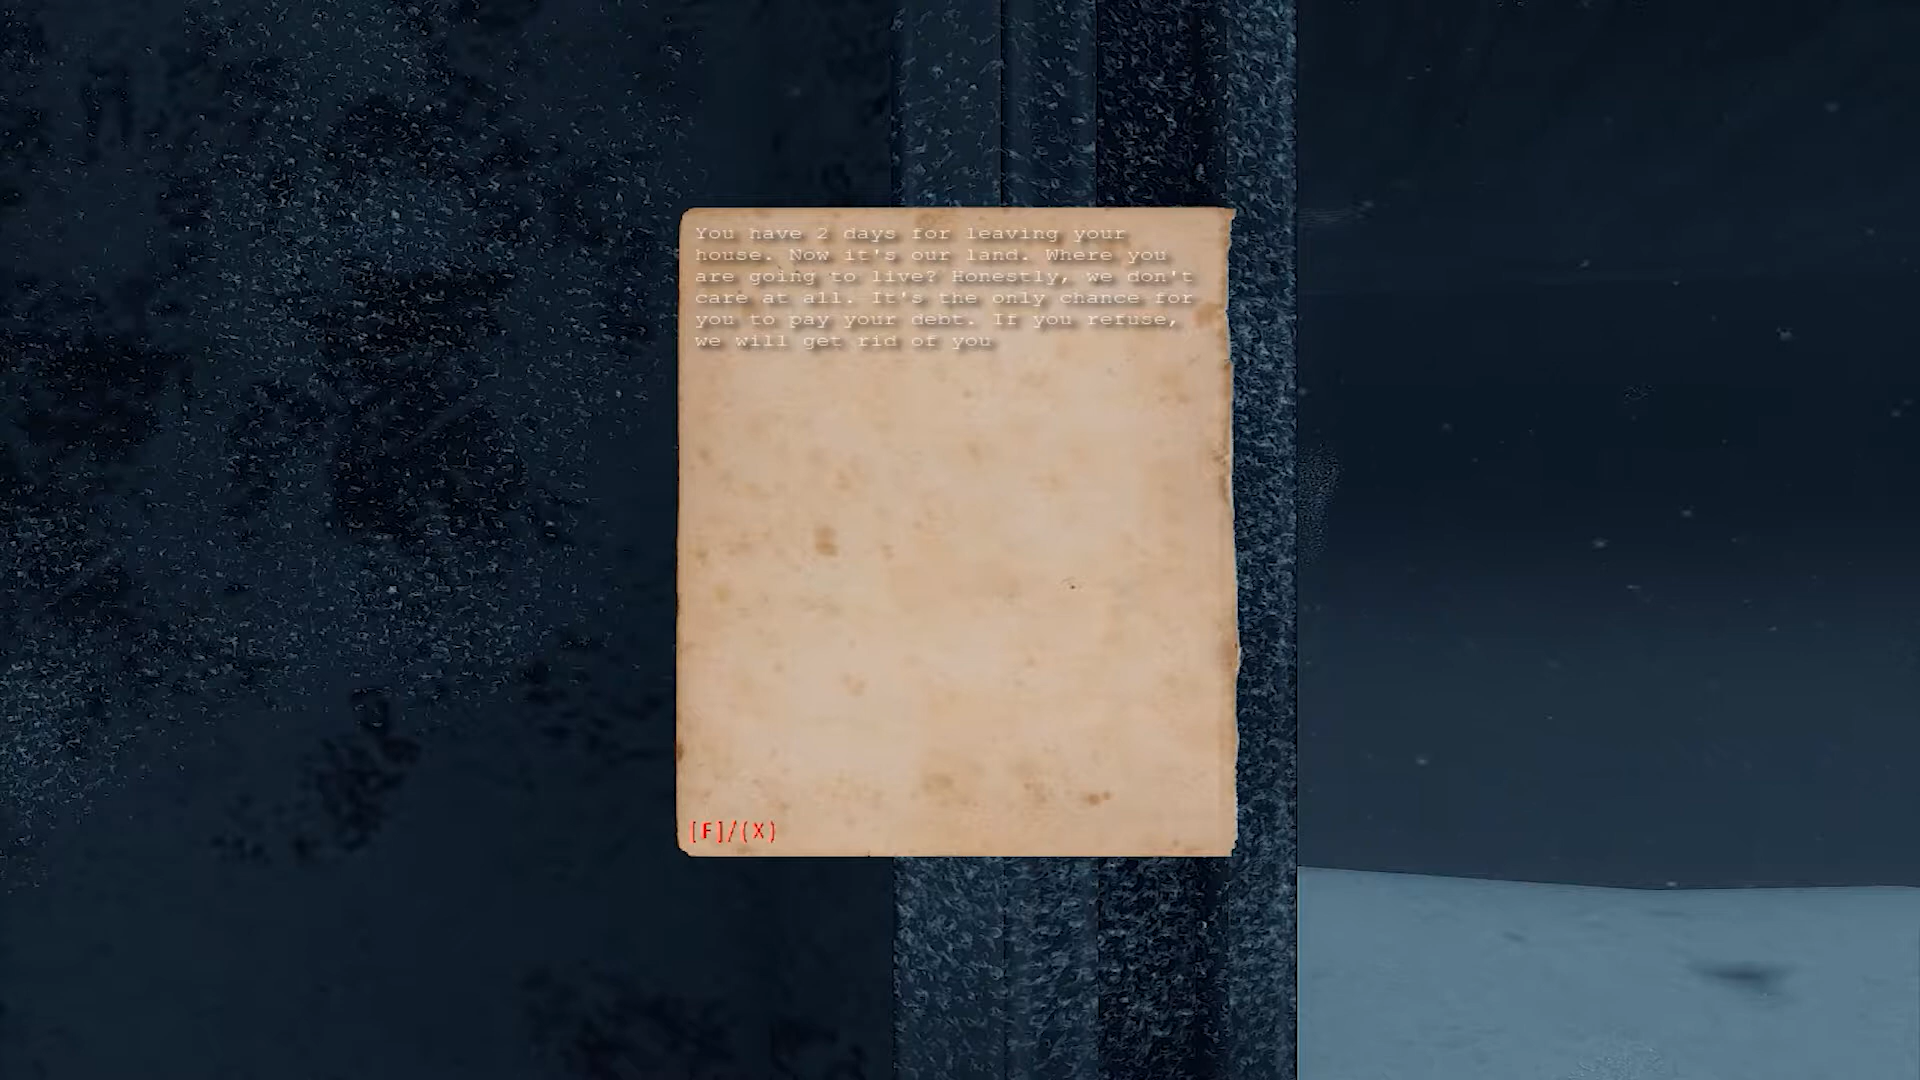 You have 2 days for leaving your
house. Now it's our land. Where you
are going to live? Honestly, we don't
care at all. It's the only chance for
you to pay your debt. If you refuse,
we will get rid of you
[F]/(X)